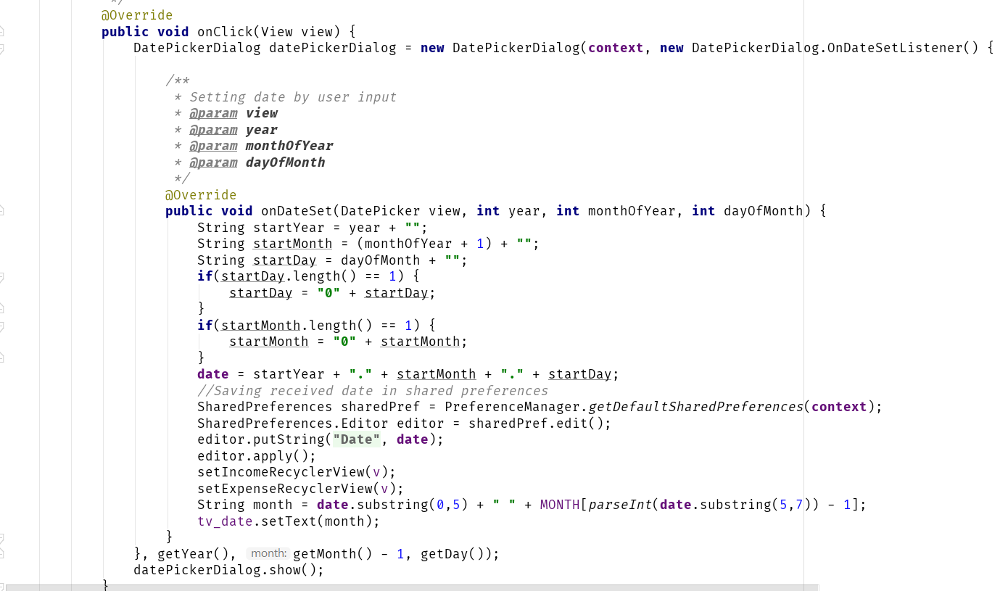 */
@Override
public void onClick(View view) {
DatePickerDialog datePickerDialog = new DatePickerDialog(context, new DatePickerDialog.OnDateSetListener() {
/**
* Setting date by user input
* @param view
* @param year
* @param monthOfYear
* @param dayOfMonth
*/
@Override
public void onDateSet(DatePicker view, int year, int monthOfYear, int dayOfMonth) {
String startYear = year + "";
String startMonth = (monthOfYear + 1) + "";
String startDay = dayOfMonth + "";
if(startDay.length() == 1) {
startDay = "0" + startDay;
}
if(startMonth.length() == 1) {
startMonth = "0" + startMonth;
}
date = startYear + "." + startMonth + "." + startDay;
//Saving received date in shared preferences
SharedPreferences sharedPref = PreferenceManager.getDefaultSharedPreferences(context);
SharedPreferences.Editor editor = sharedPref.edit();
editor.putString("Date", date);
editor.apply();
setIncomeRecyclerView(v);
setExpenseRecyclerView(v);
String month = date.substring(0,5) + " " + MONTH[parseInt(date.substring(5,7)) - 1];
tv_date.setText(month);
}
}, getYear(), month: getMonth() - 1, getDay());
datePickerDialog.show();
}